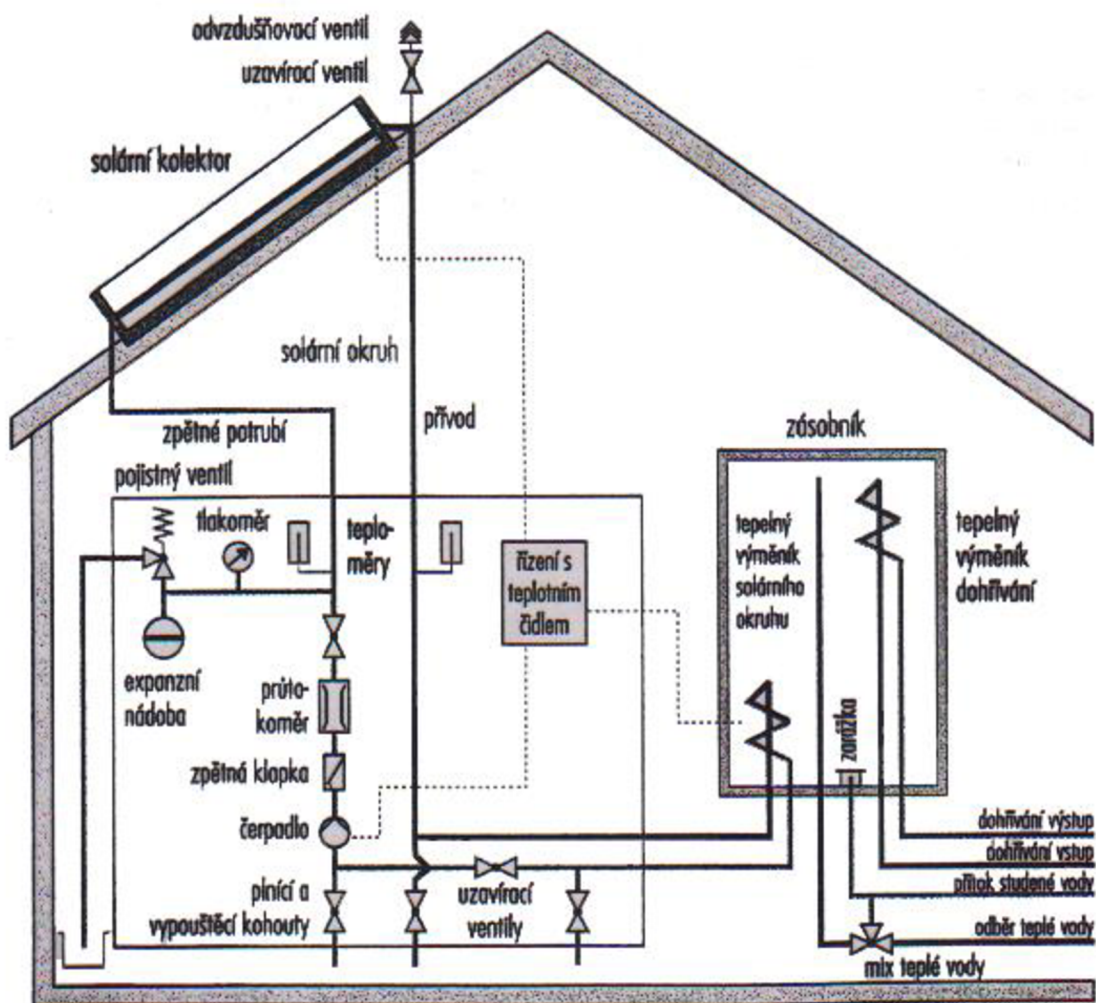 odvzdušňovací ventil
uzavírací ventil
solární kolektor
solární okruh
přívod
zpětné potrubí
zásobník
pojistný ventil
tlakoměr
teplo-
měry
řízení s
teplotním
čidlem
tepelný
výměník
solárního
okruhu
tepelný
výměník
dohřívání
expanzní
nádoba
průto-
koměr
zpětná klapka
zarážka
čerpadlo
dohřívání výstup
dohřívání vstup
přítok studené vody
plnící a
vypouštěcí kohouty
uzavírací
ventily
odběr teplé vody
mix teplé vody